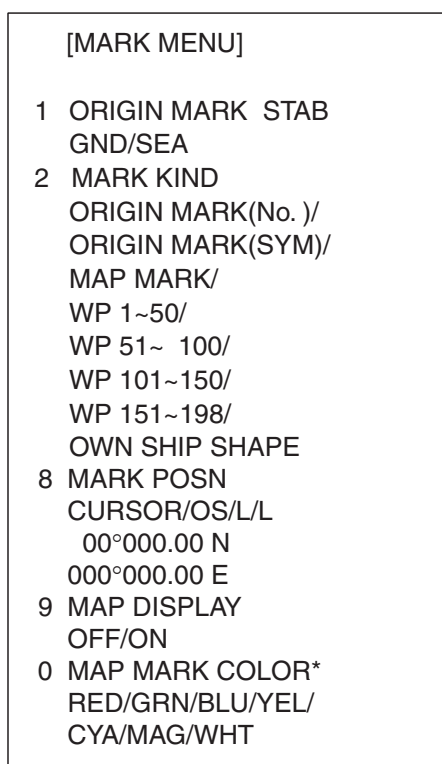 [MARK MENU]
1 ORIGIN MARK STAB
GND/SEA
2 MARK KIND
ORIGIN MARK(No. )/
ORIGIN MARK(SYM)/
MAP MARK/
WP 1~50/
WP 51~ 100/
WP 101~150/
WP 151~198/
OWN SHIP SHAPE
8 MARK POSN
CURSOR/OS/L/L
00°000.00 N
000°000.00 E
9 MAP DISPLAY
OFF/ON
0 MAP MARK COLOR*
RED/GRN/BLU/YEL/
CYA/MAG/WHT